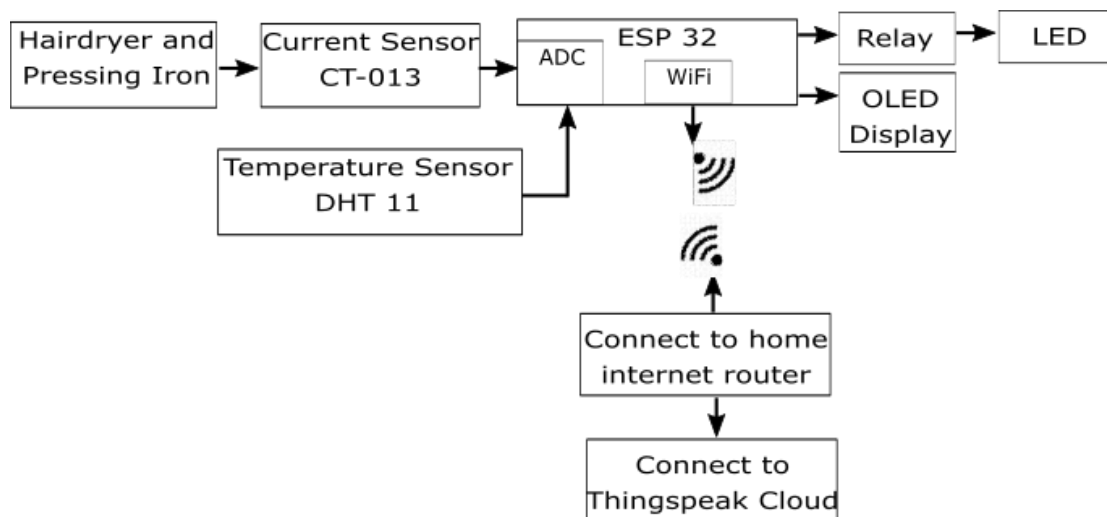 Hairdryer and
Pressing Iron
Current Sensor
CT-013
ESP 32
ADC
WiFi
Relay
LED
OLED
Display
Temperature Sensor
DHT 11
Connect to home
internet router
Connect to
Thingspeak Cloud